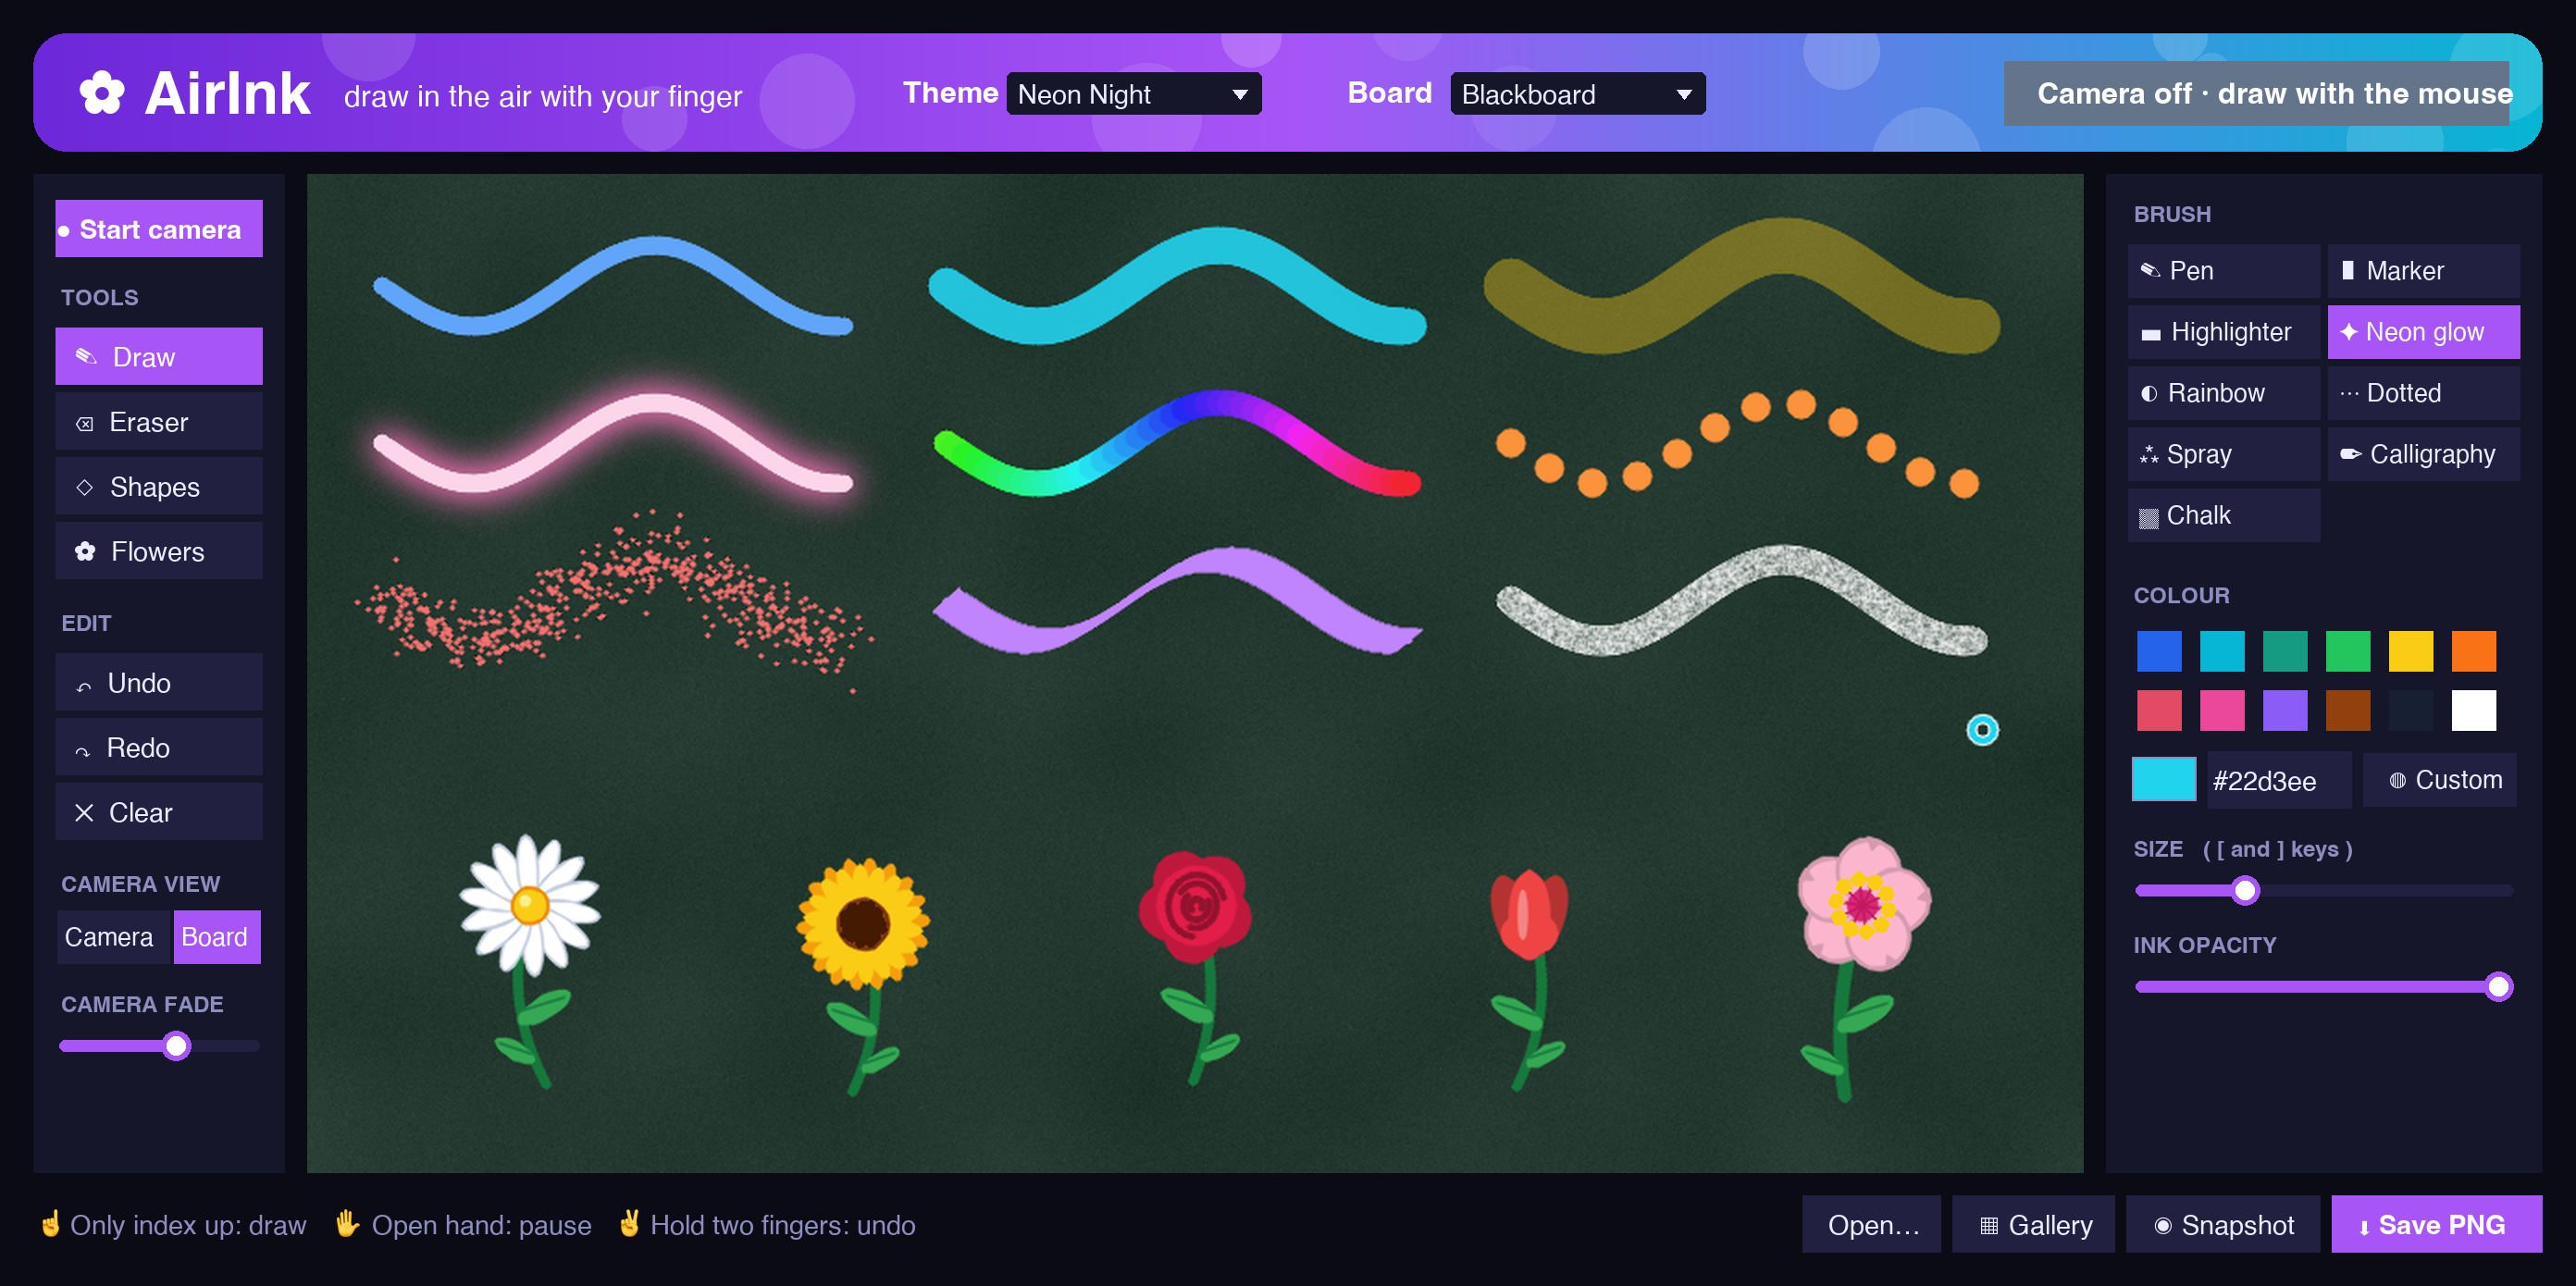 AirInk draw in the air with your finger Theme Neon Night Board Blackboard Camera off · draw with the mouse
Start camera
TOOLS
Draw
Eraser
Shapes
Flowers
EDIT
Undo
Redo
Clear
CAMERA VIEW
Camera Board
CAMERA FADE
BRUSH
Pen Marker
Highlighter Neon glow
Rainbow Dotted
Spray Calligraphy
Chalk
COLOUR
#22d3ee Custom
SIZE ( [ and ] keys )
INK OPACITY
Only index up: draw Open hand: pause Hold two fingers: undo
Open… Gallery Snapshot Save PNG